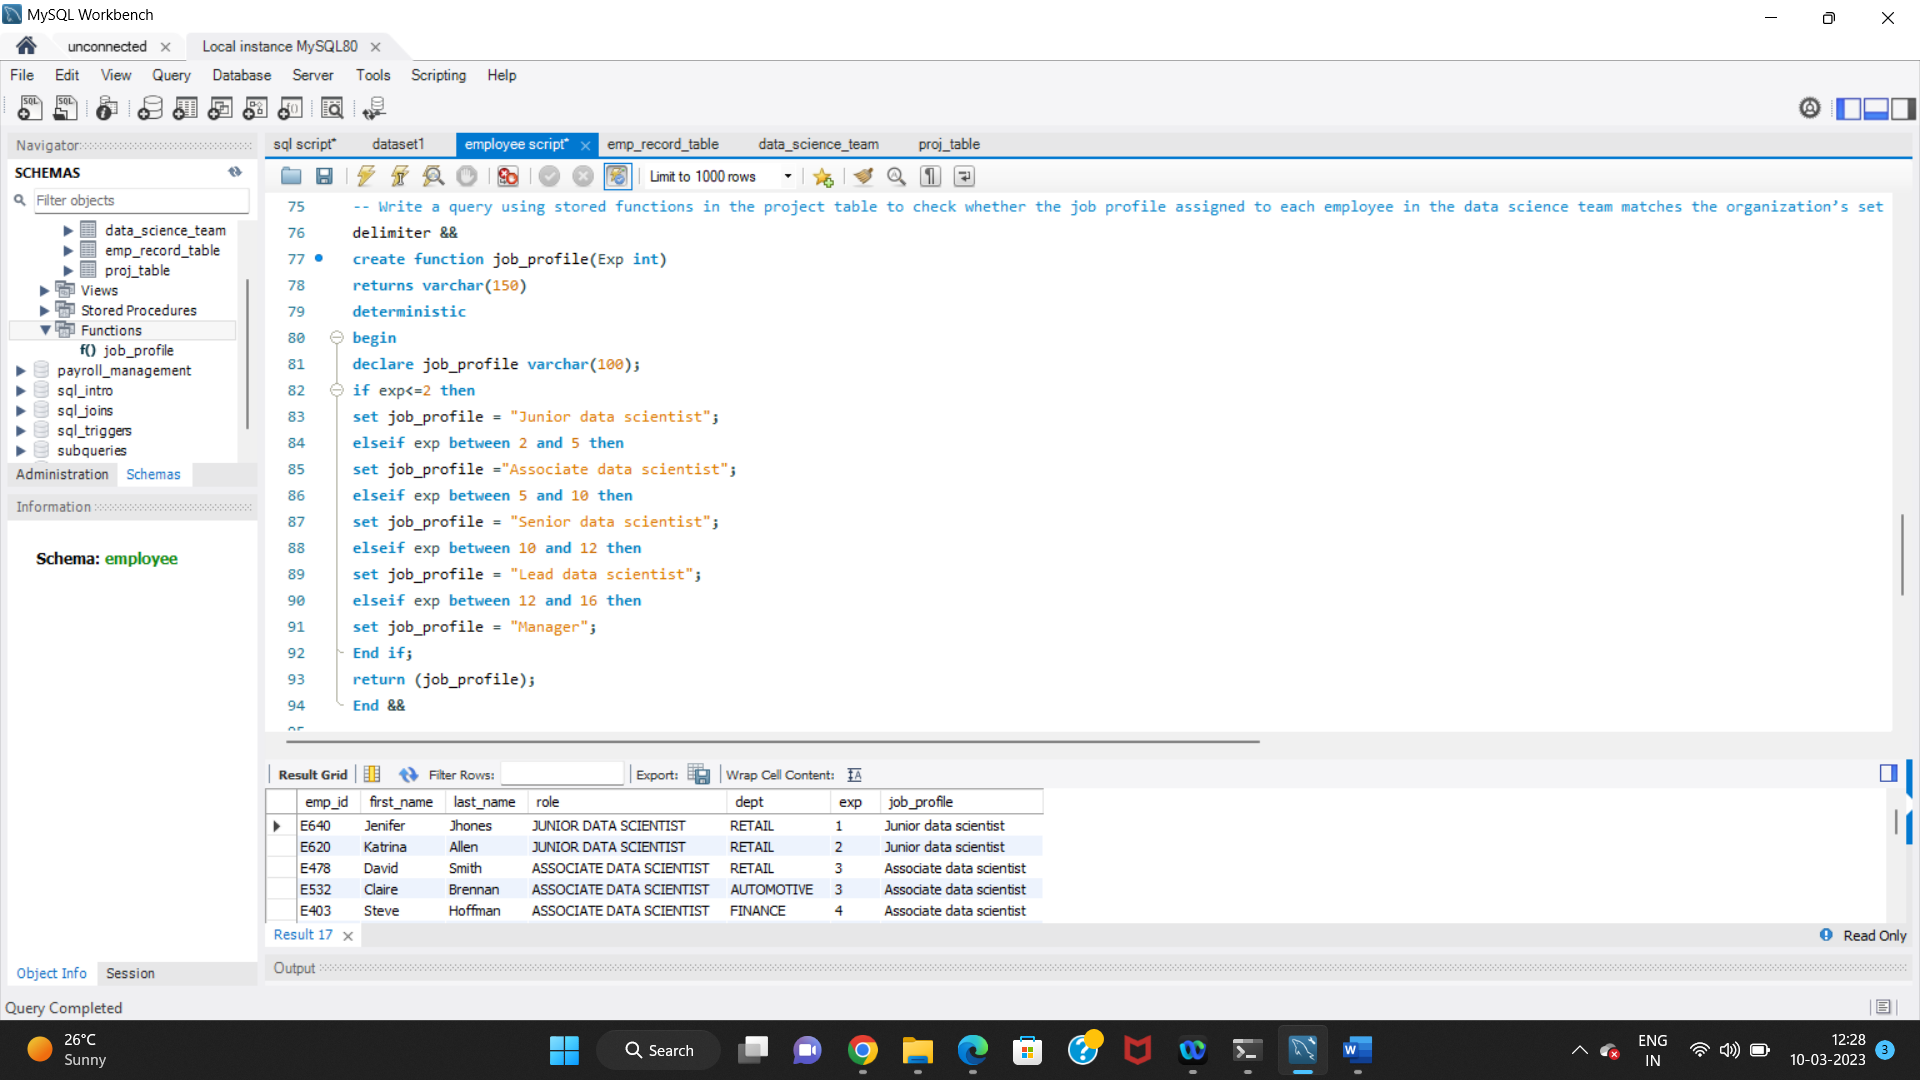 MySQL Workbench
unconnected
Local instance MySQL80
File Edit View Query Database Server Tools Scripting Help
Navigator
SCHEMAS
Filter objects
data_science_team
emp_record_table
proj_table
Views
Stored Procedures
Functions
f() job_profile
payroll_management
sql_intro
sql_joins
sql_triggers
subqueries
Administration Schemas
Information
Schema: employee
Object Info Session
sql script* dataset1 employee script* emp_record_table data_science_team proj_table
Limit to 1000 rows
75 -- Write a query using stored functions in the project table to check whether the job profile assigned to each employee in the data science team matches the organization’s set
76 delimiter &&
77 create function job_profile(Exp int)
78 returns varchar(150)
79 deterministic
80 begin
81 declare job_profile varchar(100);
82 if exp<=2 then
83 set job_profile = "Junior data scientist";
84 elseif exp between 2 and 5 then
85 set job_profile ="Associate data scientist";
86 elseif exp between 5 and 10 then
87 set job_profile = "Senior data scientist";
88 elseif exp between 10 and 12 then
89 set job_profile = "Lead data scientist";
90 elseif exp between 12 and 16 then
91 set job_profile = "Manager";
92 End if;
93 return (job_profile);
94 End &&
95
Result Grid Filter Rows: Export: Wrap Cell Content:
emp_id first_name last_name role dept exp job_profile
E640 Jenifer Jhones JUNIOR DATA SCIENTIST RETAIL 1 Junior data scientist
E620 Katrina Allen JUNIOR DATA SCIENTIST RETAIL 2 Junior data scientist
E478 David Smith ASSOCIATE DATA SCIENTIST RETAIL 3 Associate data scientist
E532 Claire Brennan ASSOCIATE DATA SCIENTIST AUTOMOTIVE 3 Associate data scientist
E403 Steve Hoffman ASSOCIATE DATA SCIENTIST FINANCE 4 Associate data scientist
Result 17
Read Only
Output
Query Completed
26°C
Sunny
Search
ENG
IN
12:28
10-03-2023
3